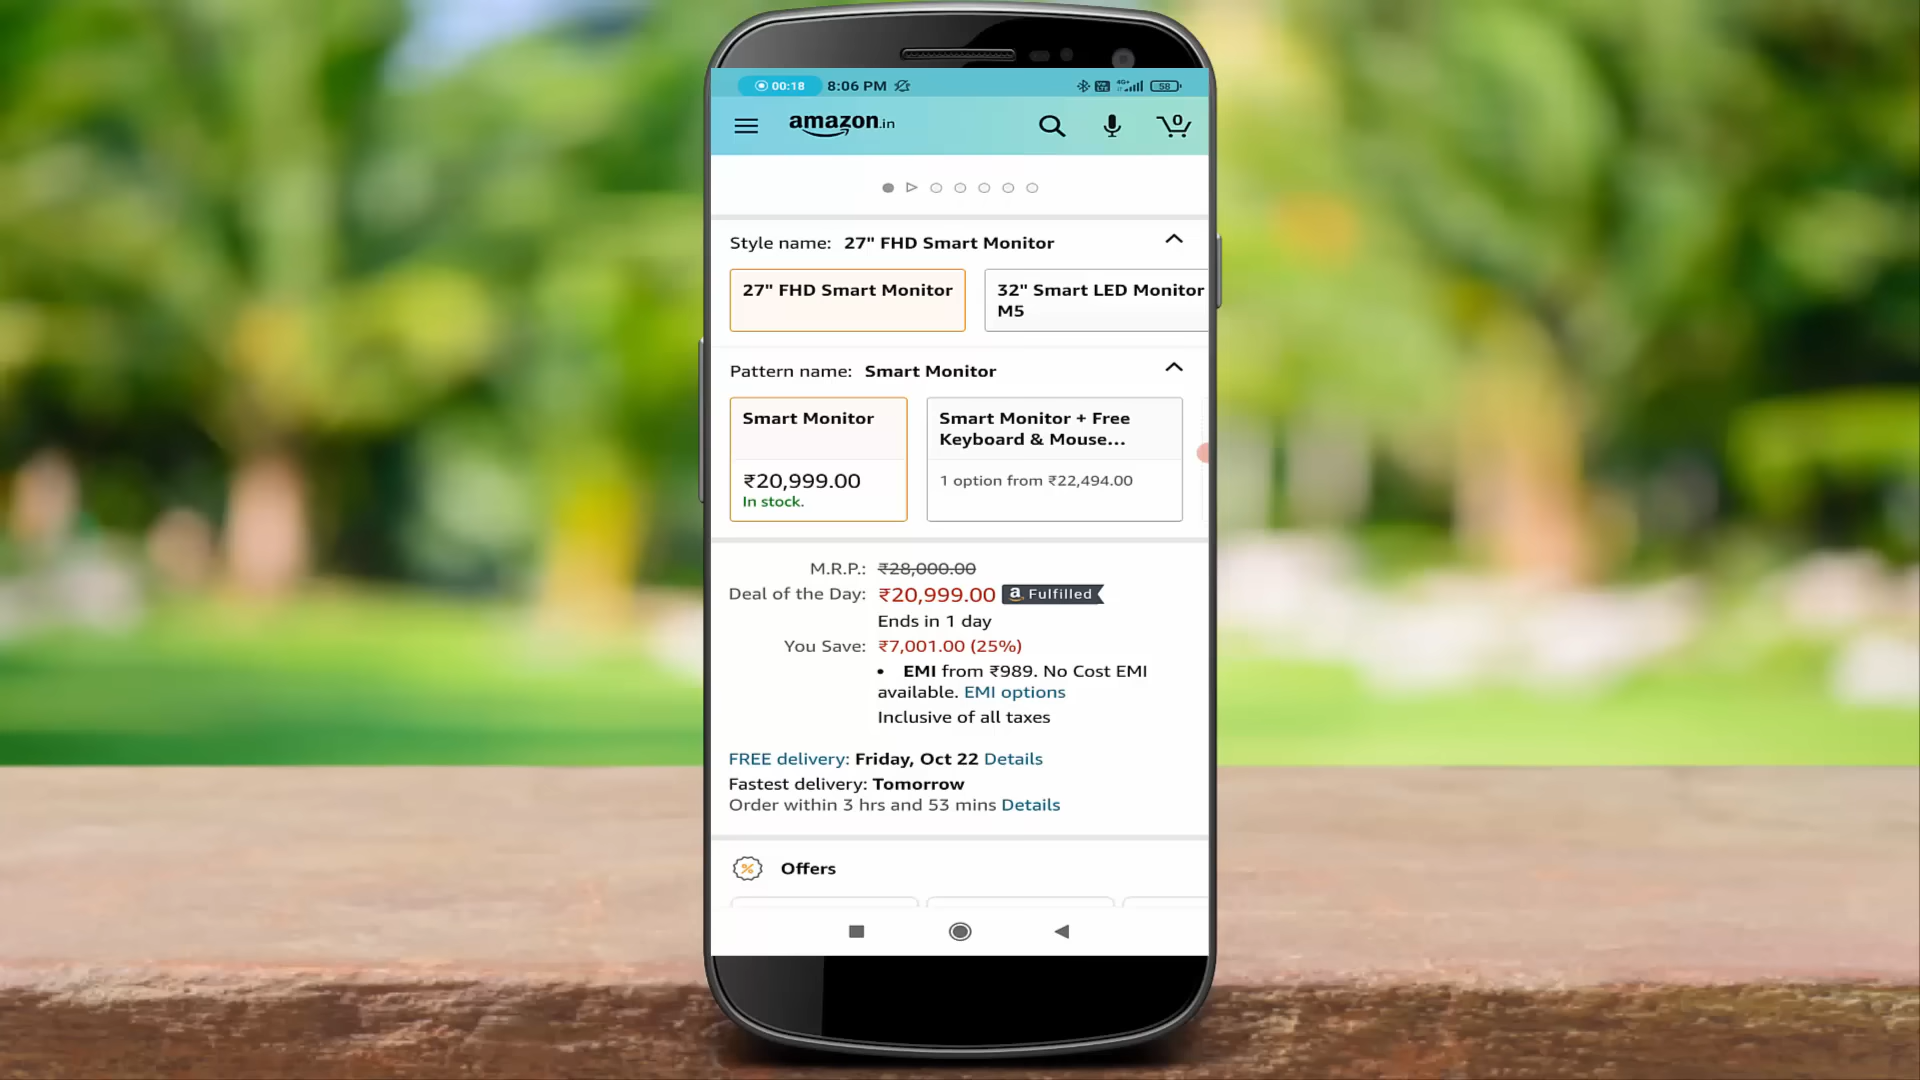 00:18 8:06 PM 4G+ 58
amazon.in 0
Style name: 27" FHD Smart Monitor
27" FHD Smart Monitor
32" Smart LED Monitor
M5
Pattern name: Smart Monitor
Smart Monitor
₹20,999.00
In stock.
Smart Monitor + Free
Keyboard & Mouse...
1 option from ₹22,494.00
M.R.P.: ₹28,000.00
Deal of the Day: ₹20,999.00 a Fulfilled
Ends in 1 day
You Save: ₹7,001.00 (25%)
• EMI from ₹989. No Cost EMI
available. EMI options
Inclusive of all taxes
FREE delivery: Friday, Oct 22 Details
Fastest delivery: Tomorrow
Order within 3 hrs and 53 mins Details
% Offers